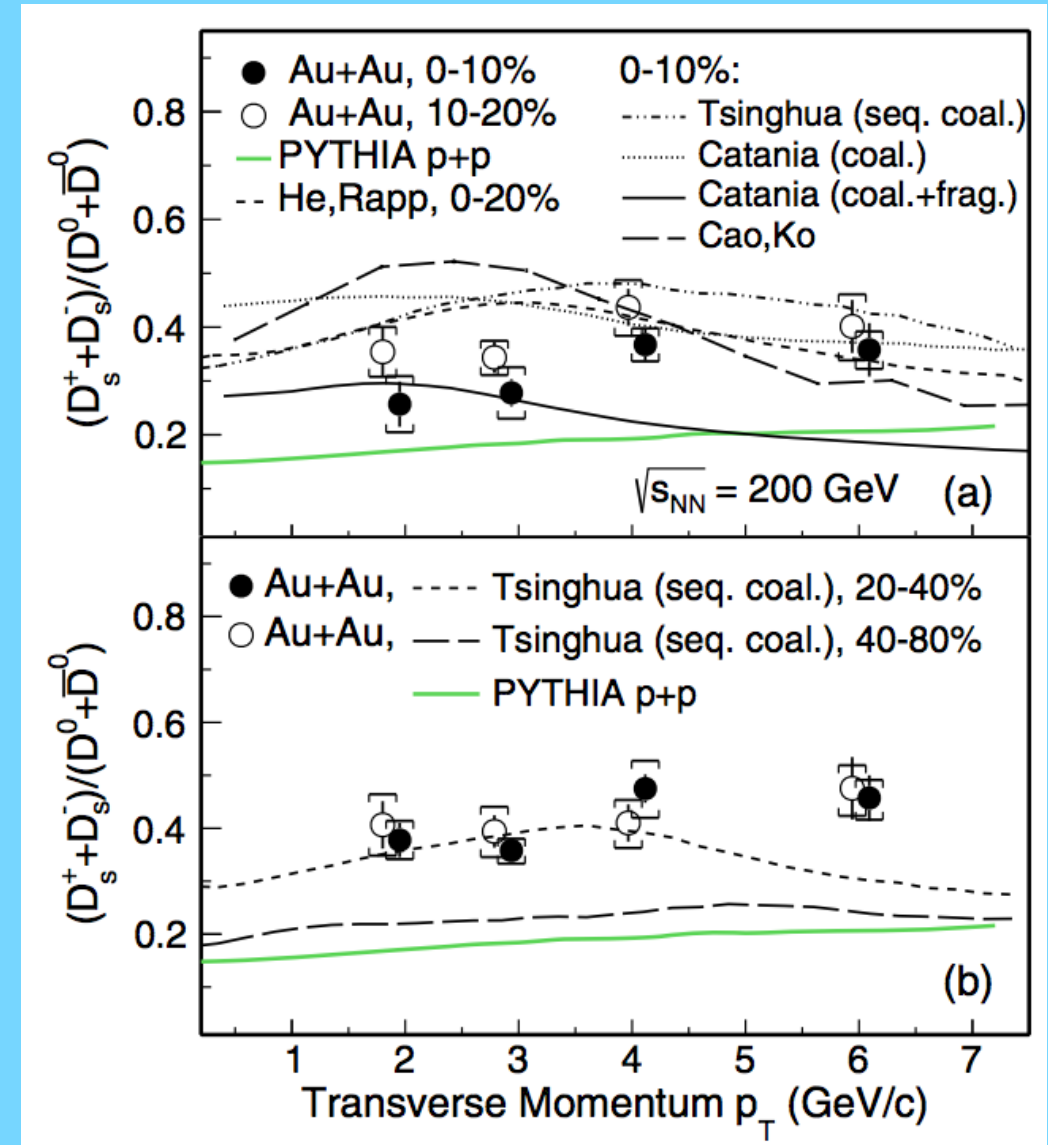 Au+Au, 0-10%
Au+Au, 10-20%
PYTHIA p+p
He,Rapp, 0-20%
0-10%:
Tsinghua (seq. coal.)
Catania (coal.)
Catania (coal.+frag.)
Cao,Ko
0.8
0.6
0.4
0.2
(D⁺ₛ+D⁻ₛ)/(D⁰+D̅⁰)
√sNN = 200 GeV (a)
Au+Au, Tsinghua (seq. coal.), 20-40%
Au+Au, Tsinghua (seq. coal.), 40-80%
PYTHIA p+p
0.8
0.6
0.4
0.2
(D⁺ₛ+D⁻ₛ)/(D⁰+D̅⁰)
(b)
1 2 3 4 5 6 7
Transverse Momentum pT (GeV/c)